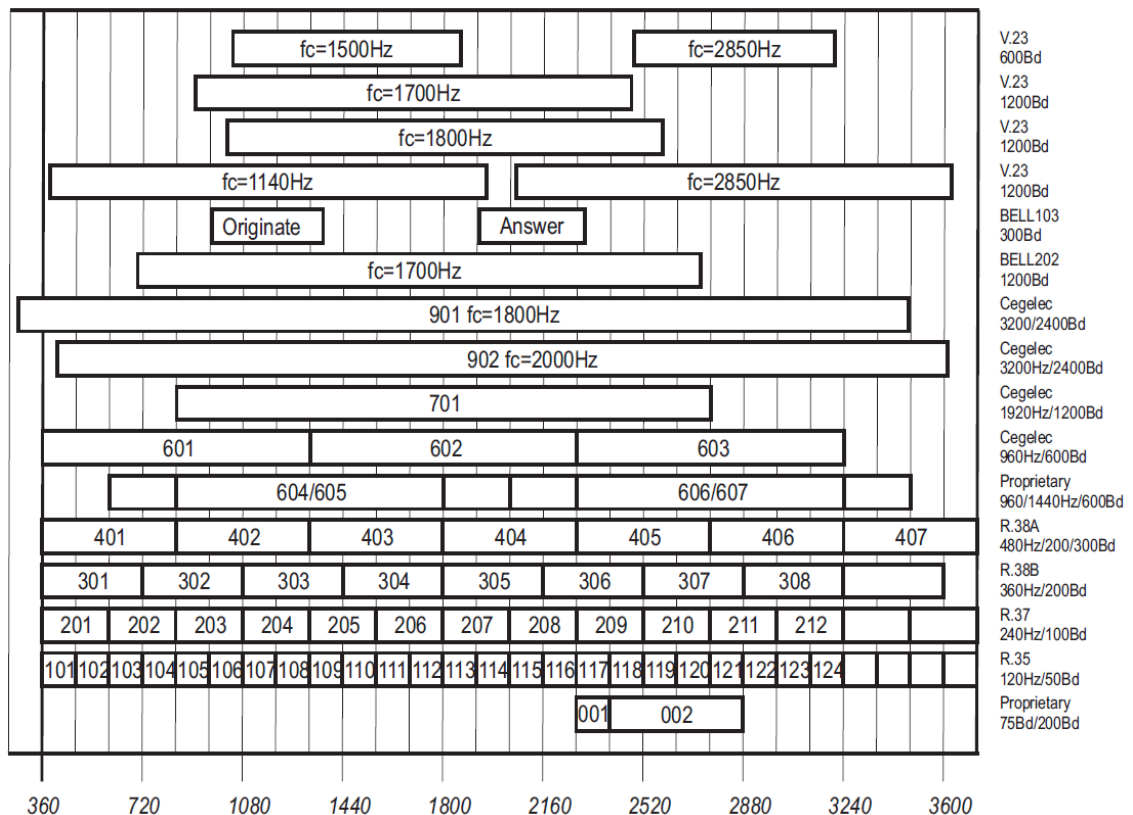 fc=1500Hz fc=2850Hz V.23
600Bd
fc=1700Hz V.23
1200Bd
fc=1800Hz V.23
1200Bd
fc=1140Hz fc=2850Hz V.23
1200Bd
Originate Answer BELL103
300Bd
fc=1700Hz BELL202
1200Bd
901 fc=1800Hz Cegelec
3200/2400Bd
902 fc=2000Hz Cegelec
3200Hz/2400Bd
701 Cegelec
1920Hz/1200Bd
601 602 603 Cegelec
960Hz/600Bd
604/605 606/607 Proprietary
960/1440Hz/600Bd
401 402 403 404 405 406 407 R.38A
480Hz/200/300Bd
301 302 303 304 305 306 307 308 R.38B
360Hz/200Bd
201 202 203 204 205 206 207 208 209 210 211 212 R.37
240Hz/100Bd
101 102 103 104 105 106 107 108 109 110 111 112 113 114 115 116 117 118 119 120 121 122 123 124 R.35
120Hz/50Bd
001 002 Proprietary
75Bd/200Bd
360 720 1080 1440 1800 2160 2520 2880 3240 3600